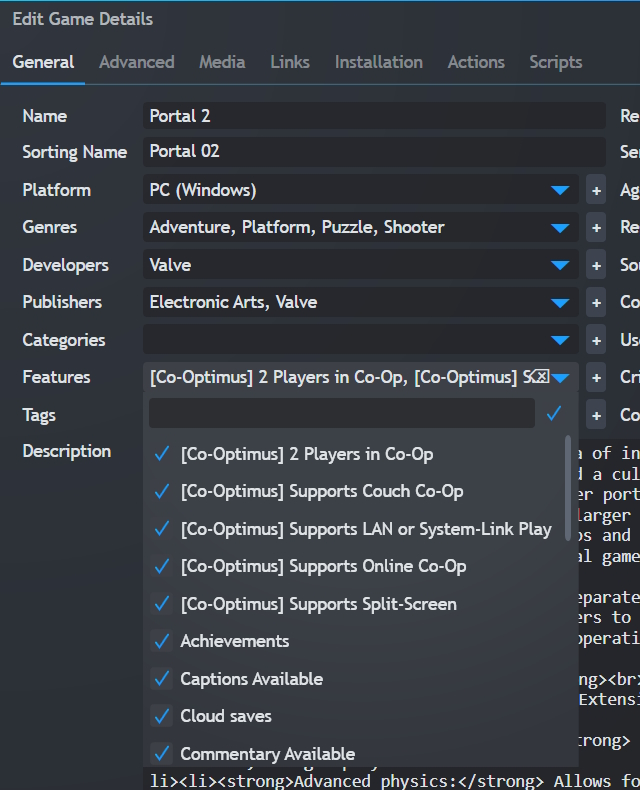 Edit Game Details
General Advanced Media Links Installation Actions Scripts
Name Portal 2 Re
Sorting Name Portal 02 Se
Platform PC (Windows) + Ag
Genres Adventure, Platform, Puzzle, Shooter + Re
Developers Valve + So
Publishers Electronic Arts, Valve + Co
Categories + Us
Features [Co-Optimus] 2 Players in Co-Op, [Co-Optimus] S + Cri
Tags + Co
Description
[Co-Optimus] 2 Players in Co-Op
[Co-Optimus] Supports Couch Co-Op
[Co-Optimus] Supports LAN or System-Link Play
[Co-Optimus] Supports Online Co-Op
[Co-Optimus] Supports Split-Screen
Achievements
Captions Available
Cloud saves
Commentary Available
a of in
d a cul
er port
larger
os and
al game
eparate
ers to
perati
ng><br>
Extensi
trong>
li><li><strong>Advanced physics:</strong> Allows fo